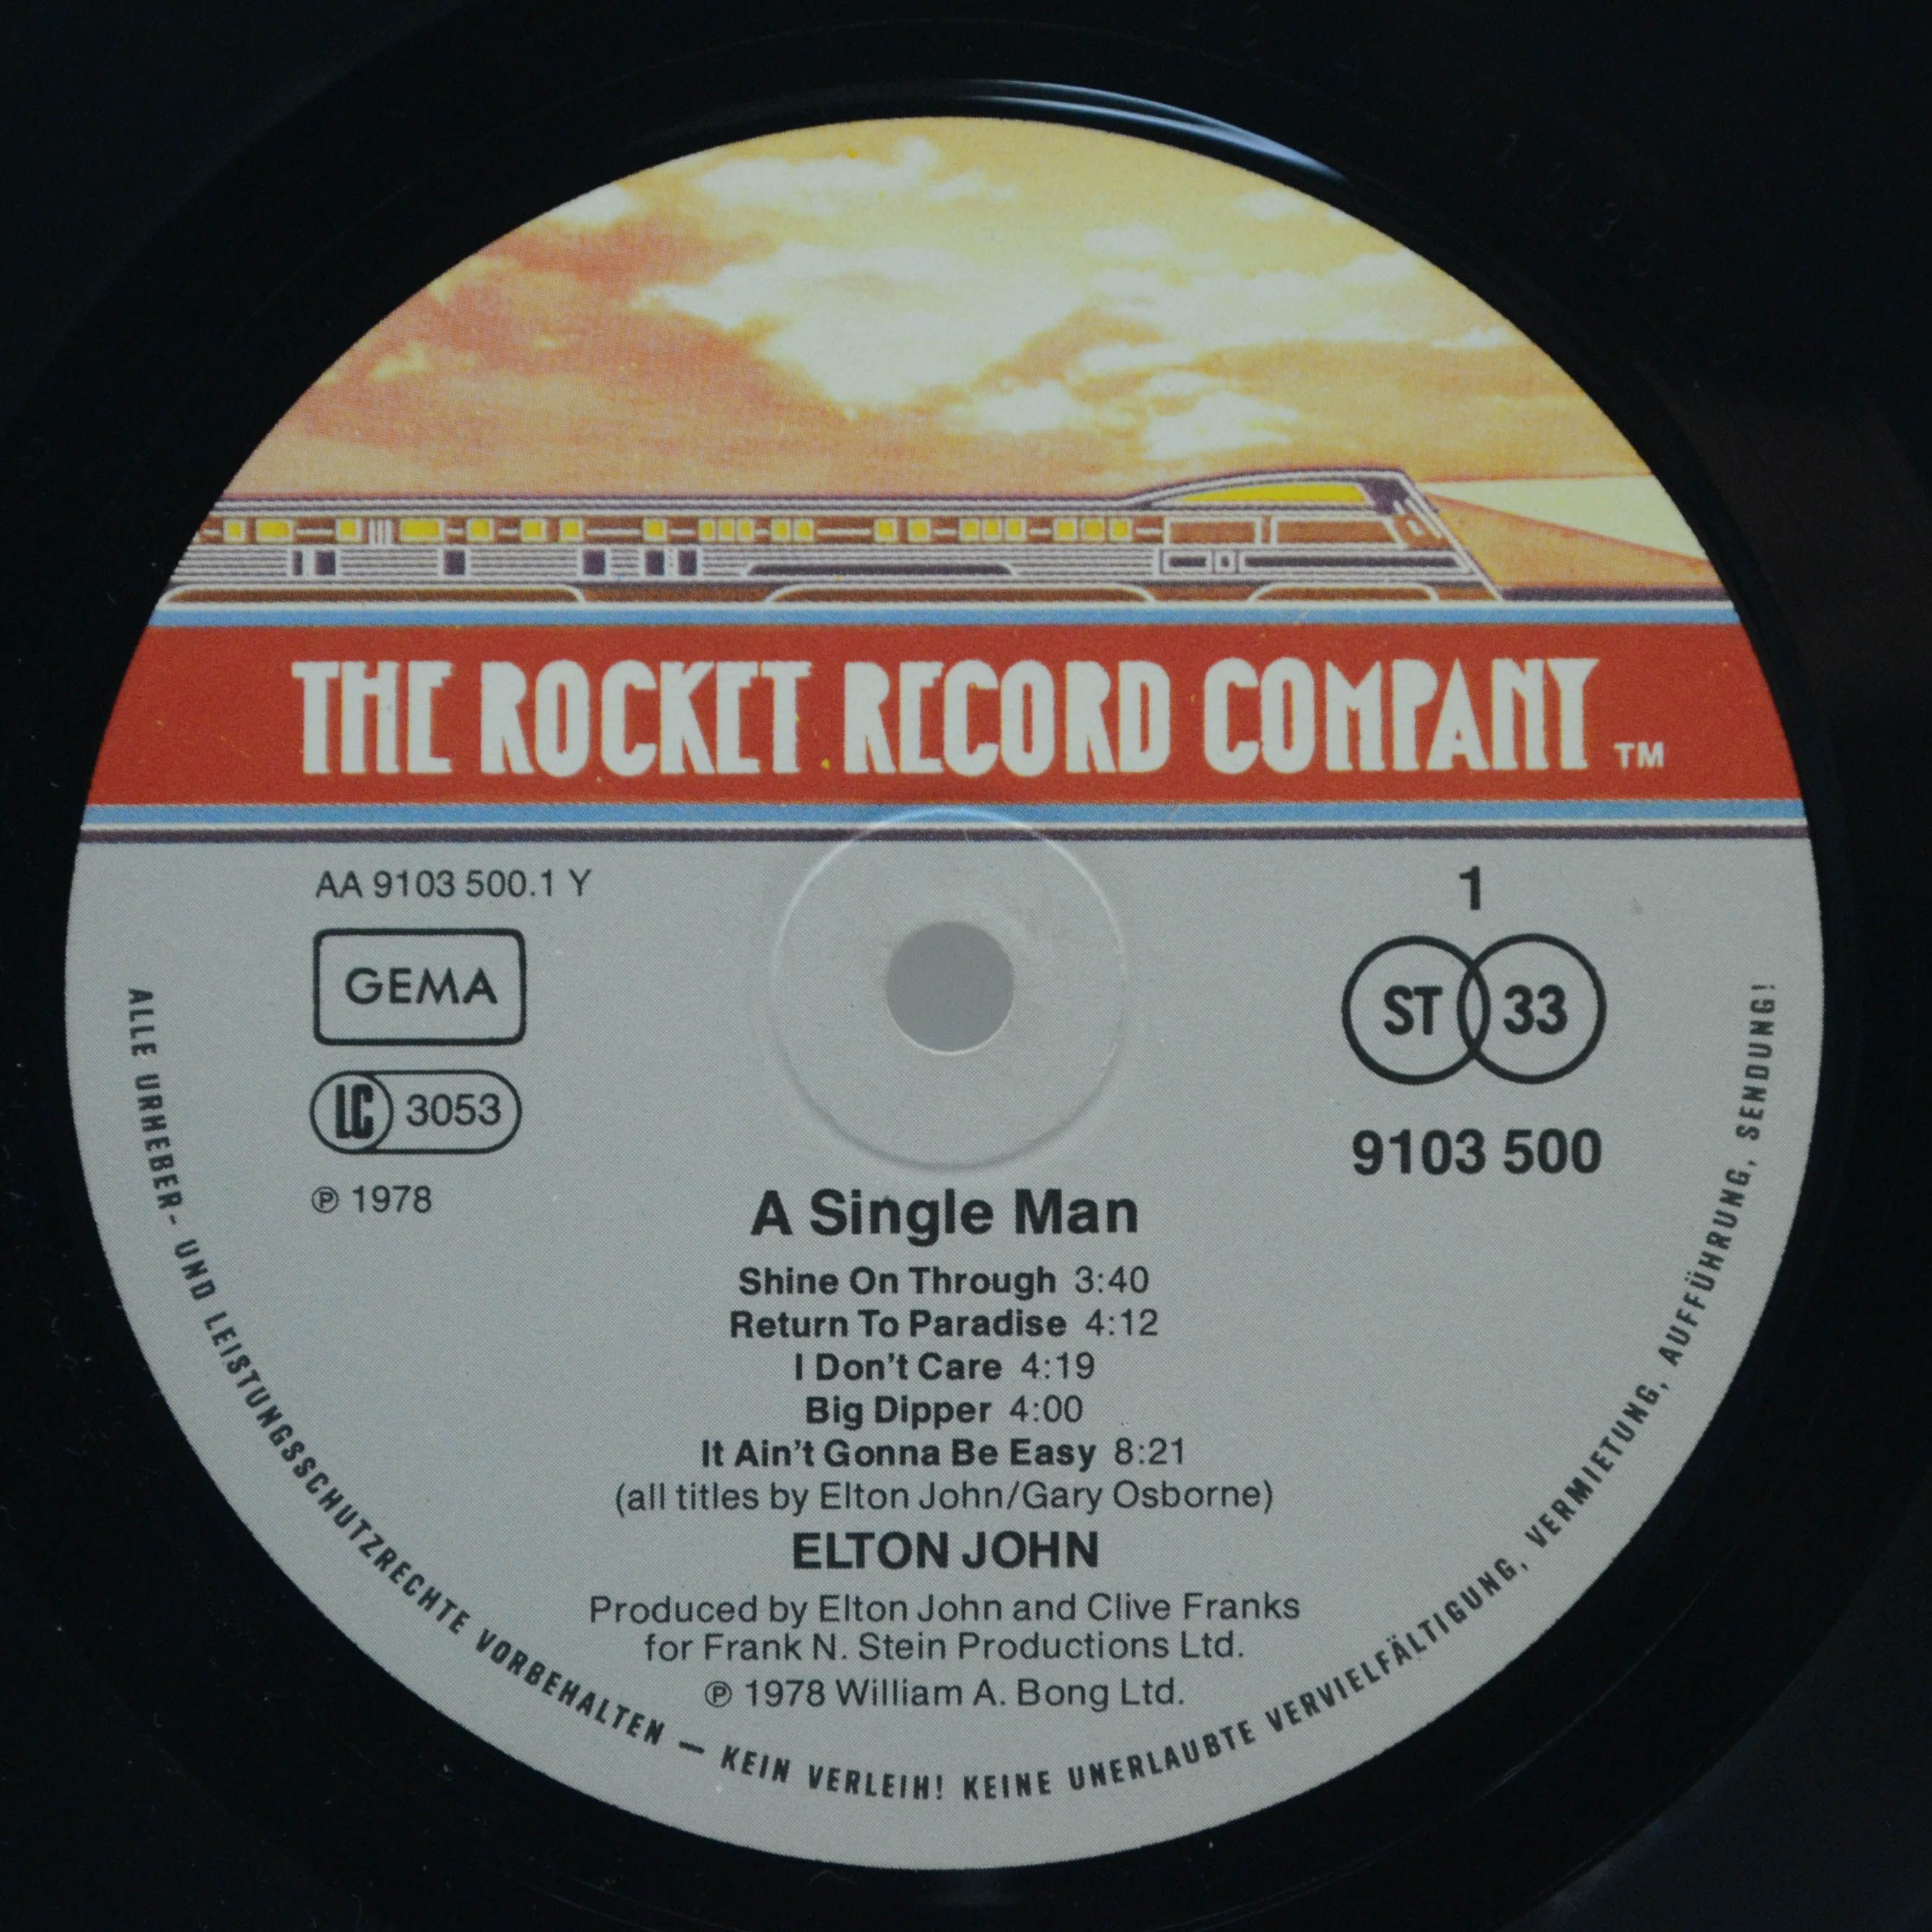 THE ROCKET RECORD COMPANY TM
AA 9103 500.1 Y
GEMA
LC 3053
℗ 1978
1
ST 33
9103 500
A Single Man
Shine On Through 3:40
Return To Paradise 4:12
I Don't Care 4:19
Big Dipper 4:00
It Ain't Gonna Be Easy 8:21
(all titles by Elton John/Gary Osborne)
ELTON JOHN
Produced by Elton John and Clive Franks
for Frank N. Stein Productions Ltd.
℗ 1978 William A. Bong Ltd.
ALLE URHEBER- UND LEISTUNGSSCHUTZRECHTE VORBEHALTEN — KEIN VERLEIH! KEINE UNERLAUBTE VERVIELFÄLTIGUNG, VERMIETUNG, AUFFÜHRUNG, SENDUNG!